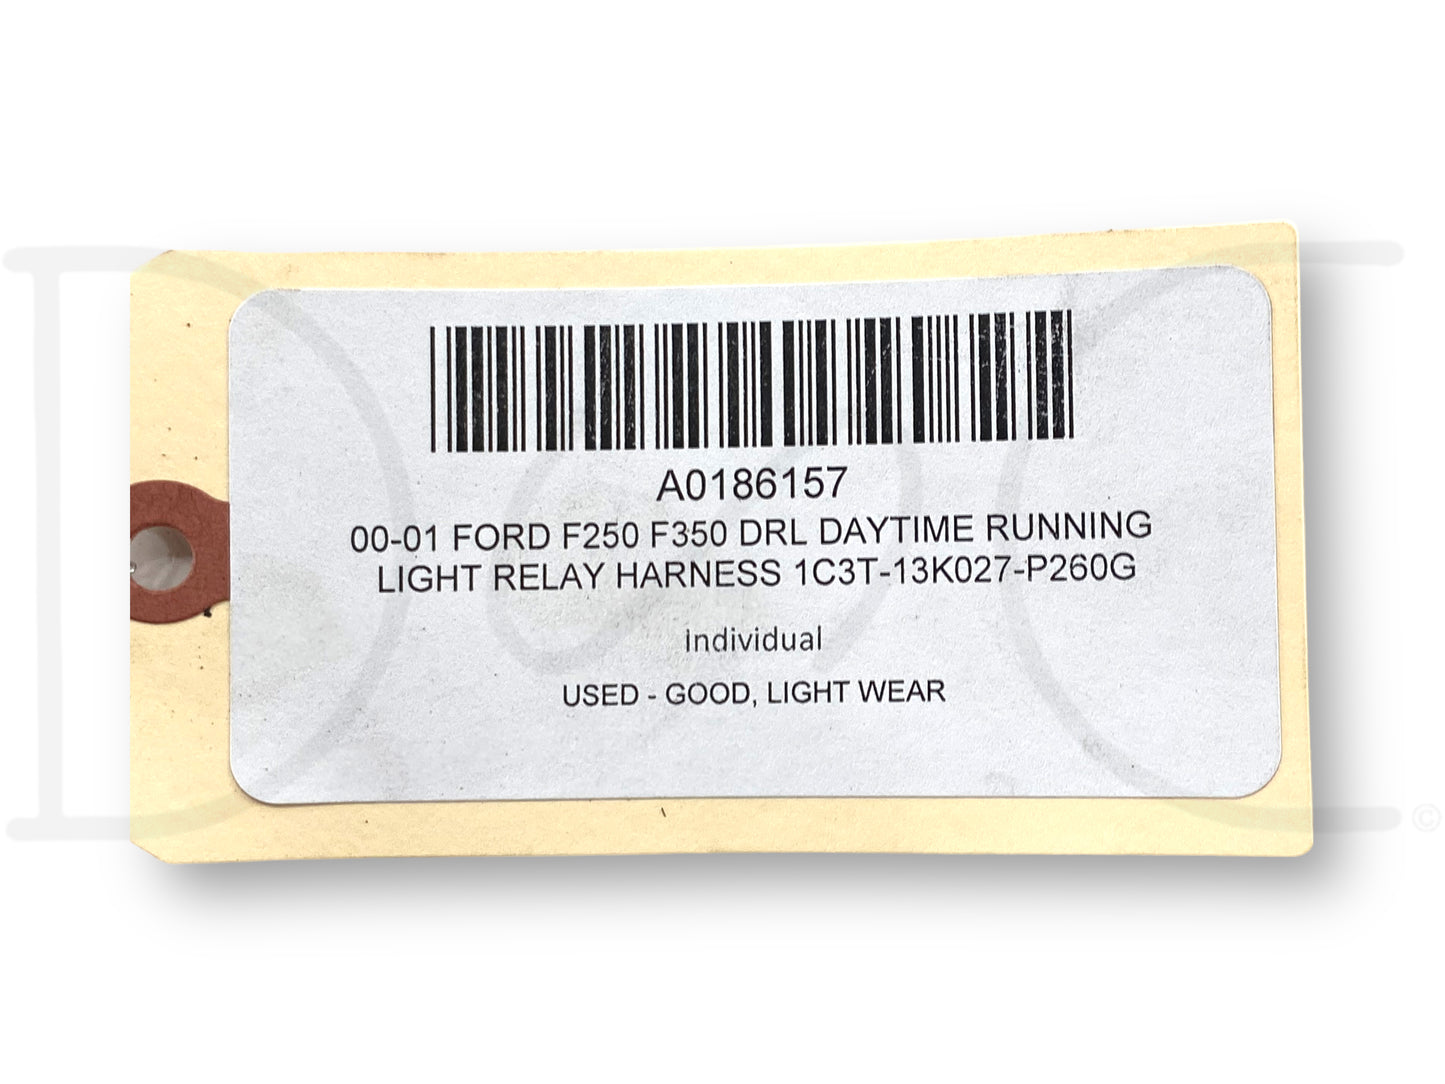 A0186157
00-01 FORD F250 F350 DRL DAYTIME RUNNING
LIGHT RELAY HARNESS 1C3T-13K027-P260G
Individual
USED - GOOD, LIGHT WEAR
©